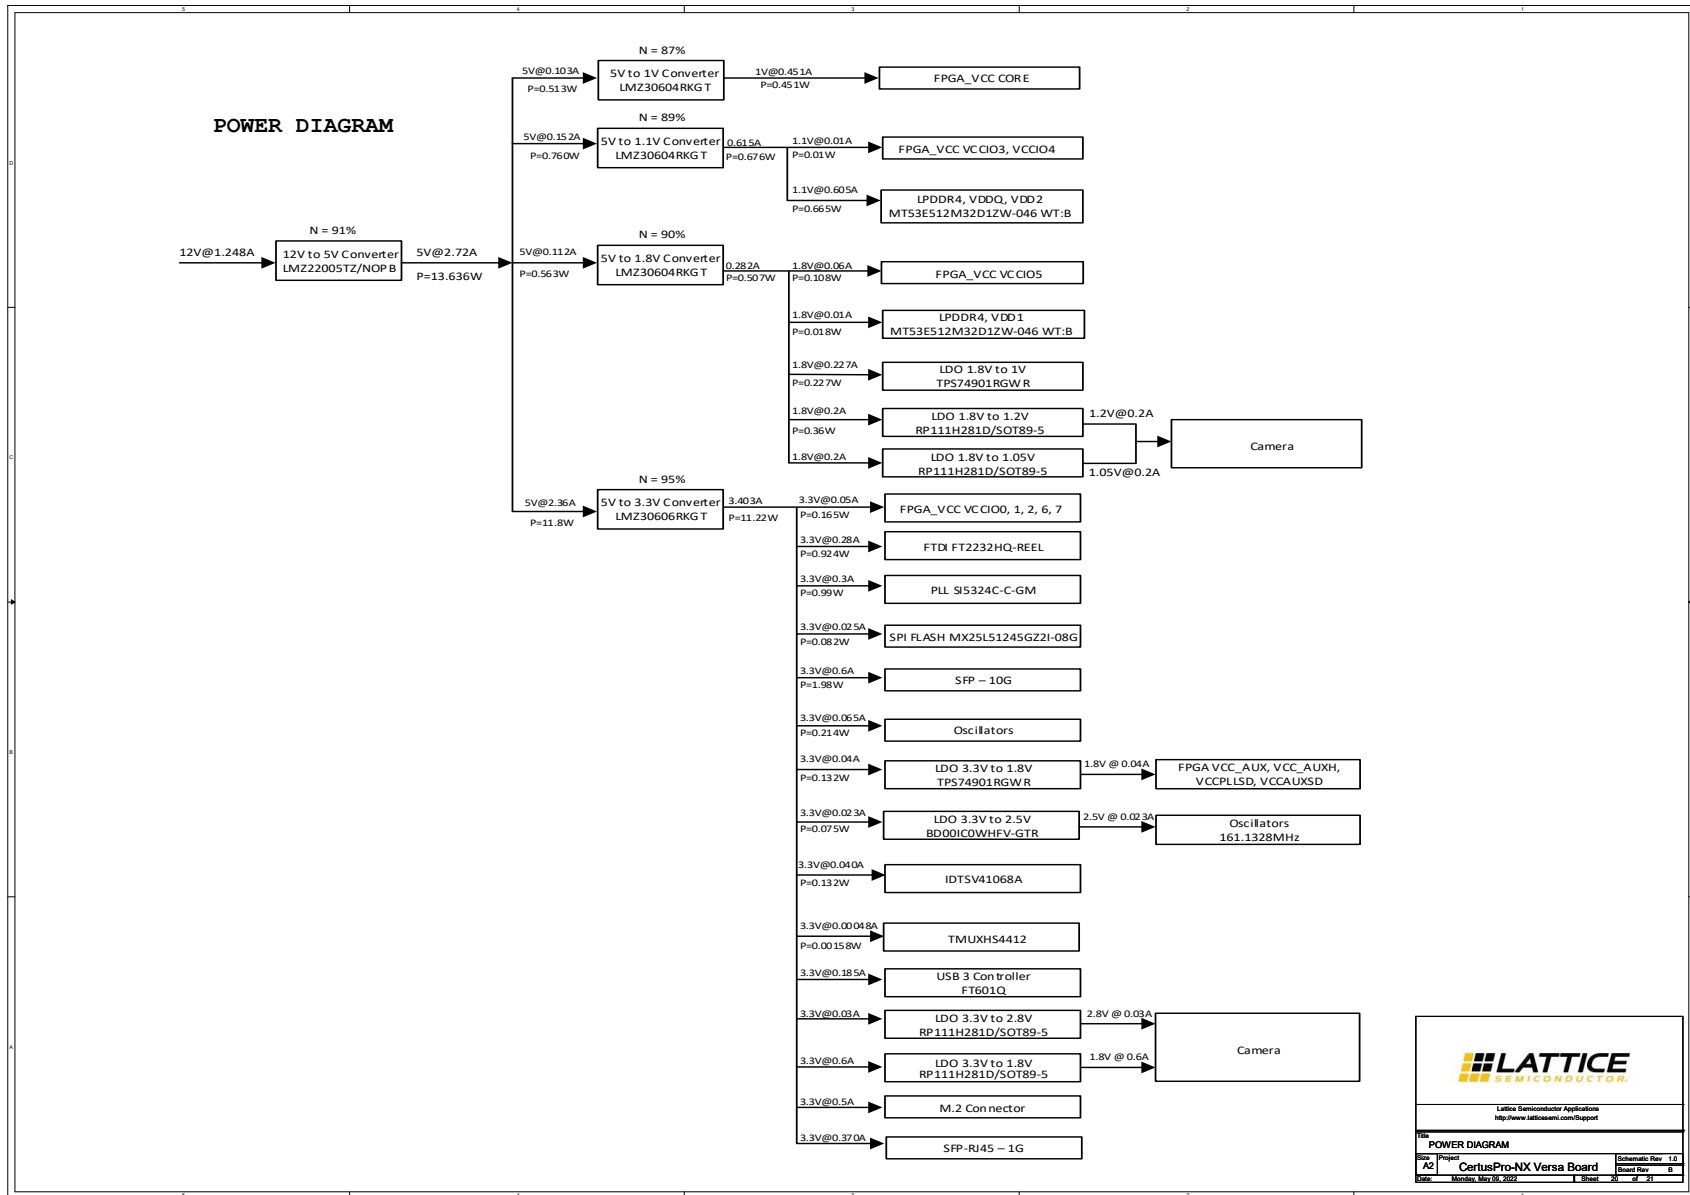 POWER DIAGRAM
12V@1.248A
N = 91%
12V to 5V Converter
LMZ22005TZ/NOPB
5V@2.72A
P=13.636W
5V@0.103A
P=0.513W
N = 87%
5V to 1V Converter
LMZ30604RKGT
1V@0.451A
P=0.451W
FPGA_VCC CORE
5V@0.152A
P=0.760W
N = 89%
5V to 1.1V Converter
LMZ30604RKGT
0.615A
P=0.676W
1.1V@0.01A
P=0.01W
FPGA_VCC VCCIO3, VCCIO4
1.1V@0.605A
P=0.665W
LPDDR4, VDDQ, VDD2
MT53E512M32D1ZW-046 WT:B
5V@0.112A
P=0.563W
N = 90%
5V to 1.8V Converter
LMZ30604RKGT
0.282A
P=0.507W
1.8V@0.06A
P=0.108W
FPGA_VCC VCCIO5
1.8V@0.01A
P=0.018W
LPDDR4, VDD1
MT53E512M32D1ZW-046 WT:B
1.8V@0.227A
P=0.227W
LDO 1.8V to 1V
TPS74901RGWR
1.8V@0.2A
P=0.36W
LDO 1.8V to 1.2V
RP111H281D/SOT89-5
1.2V@0.2A
1.8V@0.2A
LDO 1.8V to 1.05V
RP111H281D/SOT89-5
1.05V@0.2A
Camera
5V@2.36A
P=11.8W
N = 95%
5V to 3.3V Converter
LMZ30606RKGT
3.403A
P=11.22W
3.3V@0.05A
P=0.165W
FPGA_VCC VCCIO0, 1, 2, 6, 7
3.3V@0.28A
P=0.924W
FTDI FT2232HQ-REEL
3.3V@0.3A
P=0.99W
PLL SI5324C-C-GM
3.3V@0.025A
P=0.082W
SPI FLASH MX25L51245GZ2I-08G
3.3V@0.6A
P=1.98W
SFP – 10G
3.3V@0.065A
P=0.214W
Oscillators
3.3V@0.04A
P=0.132W
LDO 3.3V to 1.8V
TPS74901RGWR
1.8V @ 0.04A
FPGA VCC_AUX, VCC_AUXH,
VCCPLLSD, VCCAUXSD
3.3V@0.023A
P=0.075W
LDO 3.3V to 2.5V
BD00IC0WHFV-GTR
2.5V @ 0.023A
Oscillators
161.1328MHz
3.3V@0.040A
P=0.132W
IDTSV41068A
3.3V@0.00048A
P=0.00158W
TMUXHS4412
3.3V@0.185A
USB 3 Controller
FT601Q
3.3V@0.03A
LDO 3.3V to 2.8V
RP111H281D/SOT89-5
2.8V @ 0.03A
3.3V@0.6A
LDO 3.3V to 1.8V
RP111H281D/SOT89-5
1.8V @ 0.6A
Camera
3.3V@0.5A
M.2 Connector
3.3V@0.370A
SFP-RJ45 – 1G
LATTICE
SEMICONDUCTOR.
Lattice Semiconductor Applications
http://www.latticesemi.com/Support
Title
POWER DIAGRAM
Size
A2
Project
CertusPro-NX Versa Board
Schematic Rev 1.0
Board Rev B
Date: Monday, May 09, 2022
Sheet 20 of 21